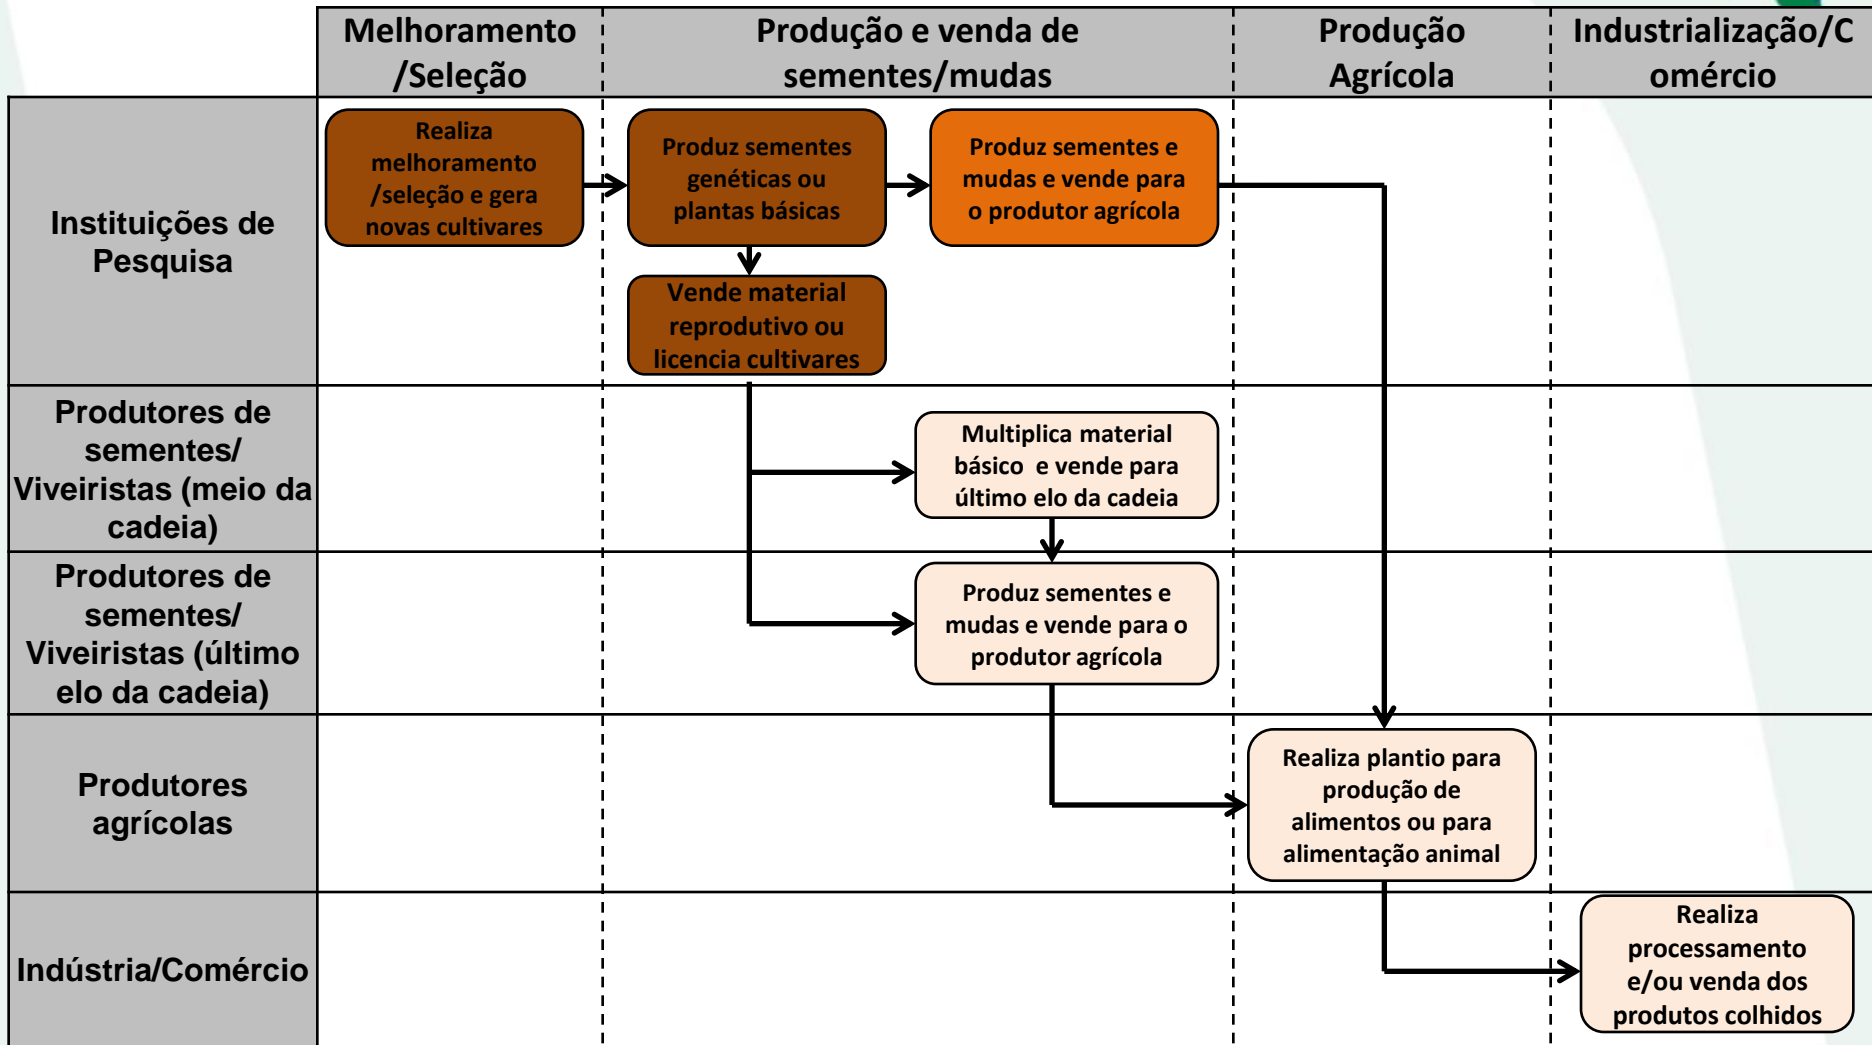 Melhoramento
/Seleção
Produção e venda de
sementes/mudas
Produção
Agrícola
Industrialização/C
omércio
Instituições de
Pesquisa
Realiza
melhoramento
/seleção e gera
novas cultivares
Produz sementes
genéticas ou
plantas básicas
Produz sementes e
mudas e vende para
o produtor agrícola
Vende material
reprodutivo ou
licencia cultivares
Produtores de
sementes/
Viveiristas (meio da
cadeia)
Multiplica material
básico e vende para
último elo da cadeia
Produtores de
sementes/
Viveiristas (último
elo da cadeia)
Produz sementes e
mudas e vende para o
produtor agrícola
Produtores
agrícolas
Realiza plantio para
produção de
alimentos ou para
alimentação animal
Indústria/Comércio
Realiza
processamento
e/ou venda dos
produtos colhidos